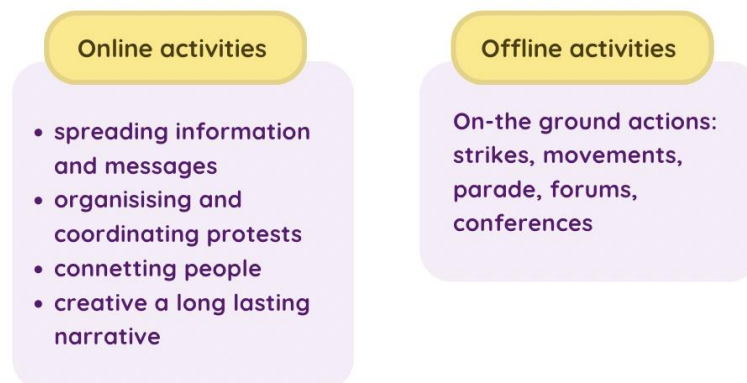 Online activities
• spreading information
and messages
• organisising and
coordinating protests
• connetting people
• creative a long lasting
narrative
Offline activities
On-the ground actions:
strikes, movements,
parade, forums,
conferences